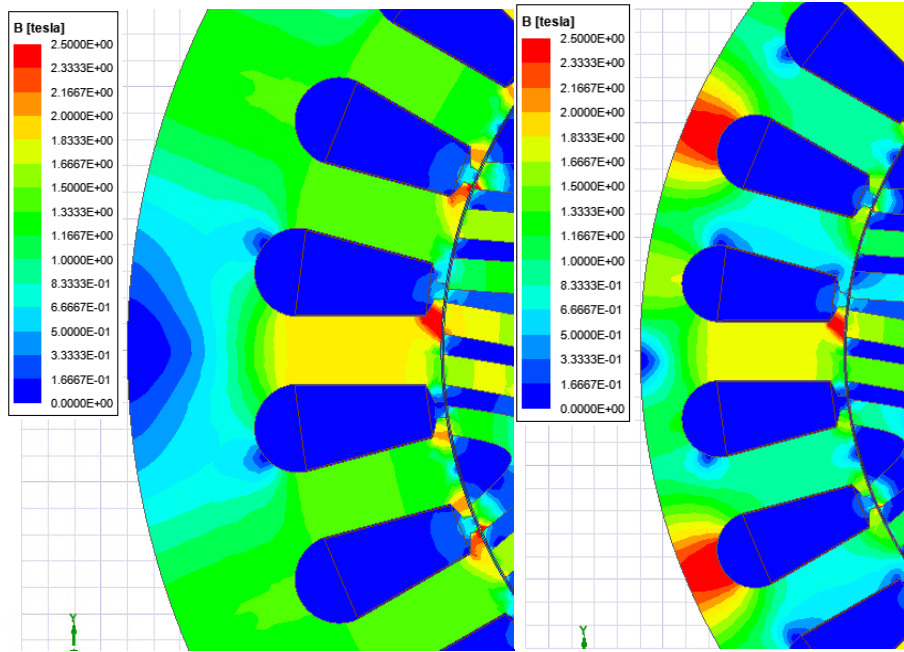 B [tesla]
2.5000E+00
2.3333E+00
2.1667E+00
2.0000E+00
1.8333E+00
1.6667E+00
1.5000E+00
1.3333E+00
1.1667E+00
1.0000E+00
8.3333E-01
6.6667E-01
5.0000E-01
3.3333E-01
1.6667E-01
0.0000E+00
Y
B [tesla]
2.5000E+00
2.3333E+00
2.1667E+00
2.0000E+00
1.8333E+00
1.6667E+00
1.5000E+00
1.3333E+00
1.1667E+00
1.0000E+00
8.3333E-01
6.6667E-01
5.0000E-01
3.3333E-01
1.6667E-01
0.0000E+00
Y